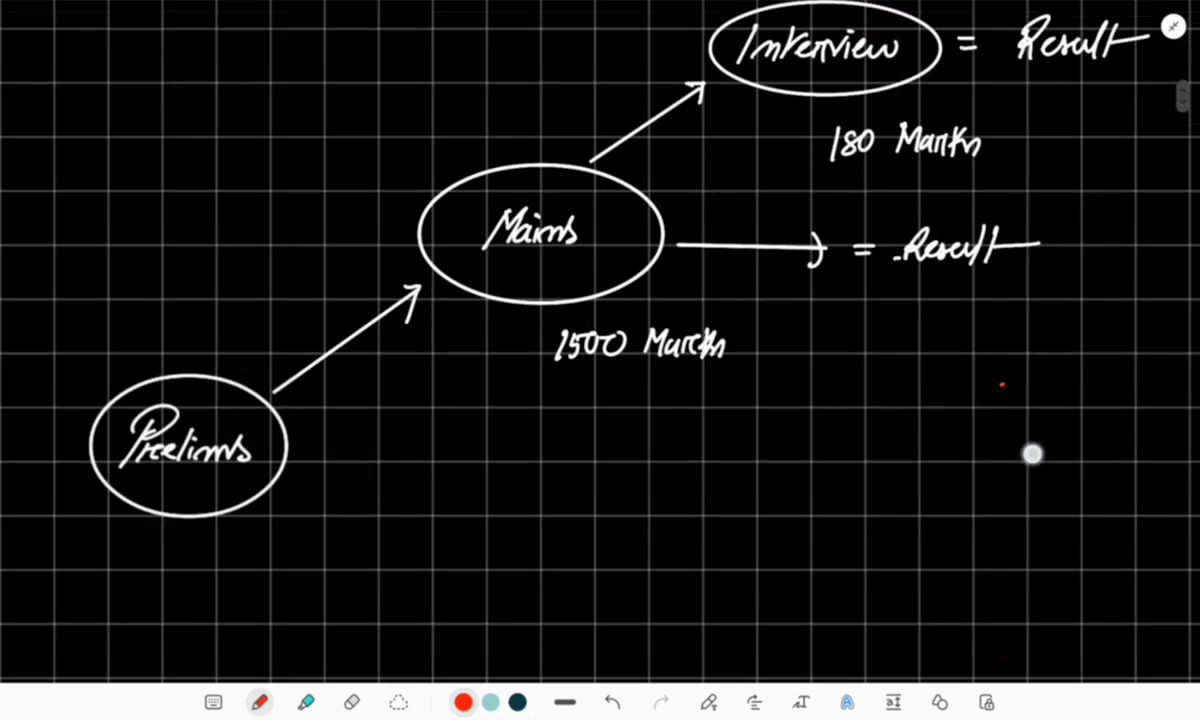 Interview = Result
180 Marks
Mains = Result
1500 Marks
Prelims